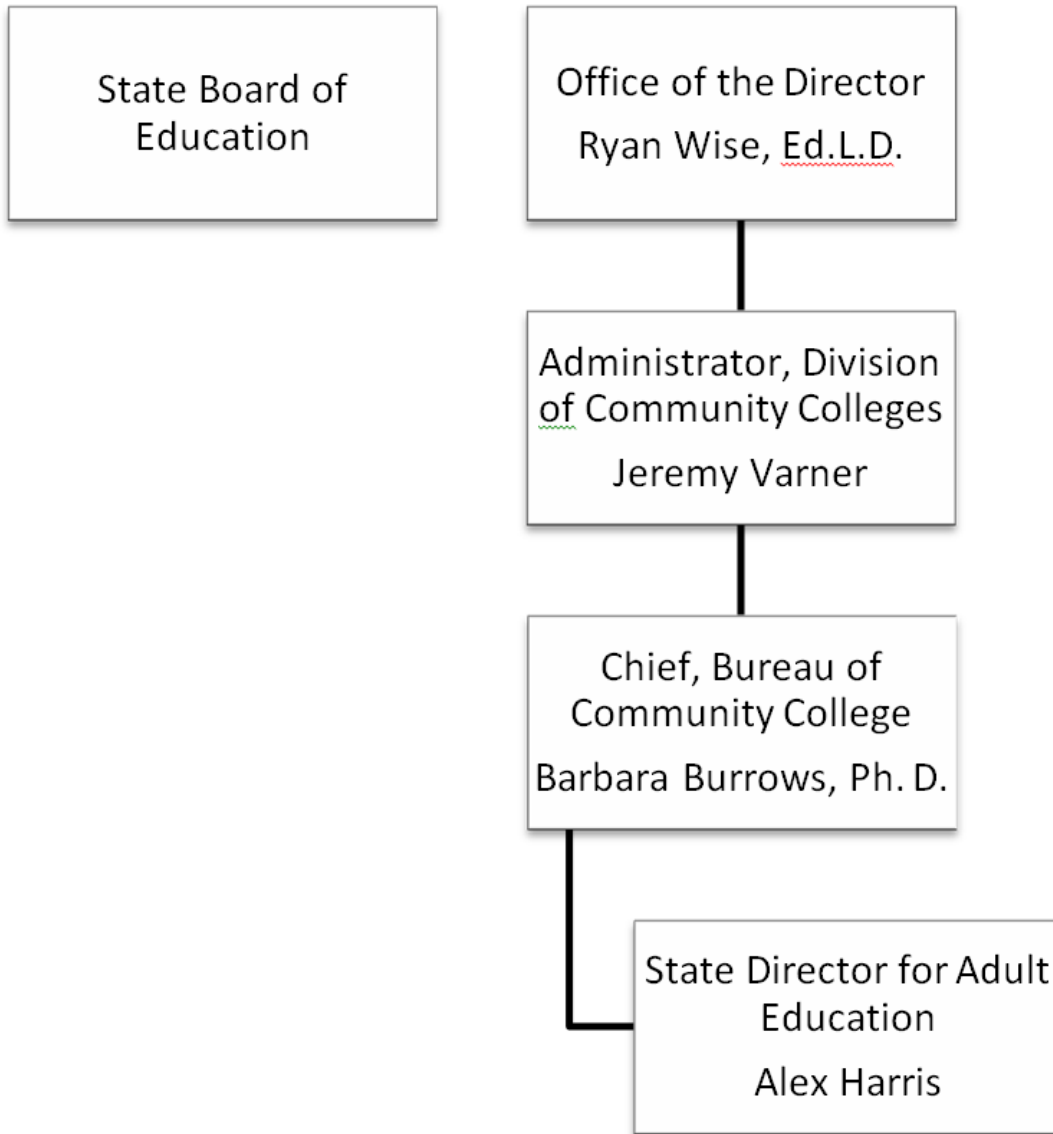 State Board of
Education
Office of the Director
Ryan Wise, Ed.L.D.
Administrator, Division
of Community Colleges
Jeremy Varner
Chief, Bureau of
Community College
Barbara Burrows, Ph. D.
State Director for Adult
Education
Alex Harris